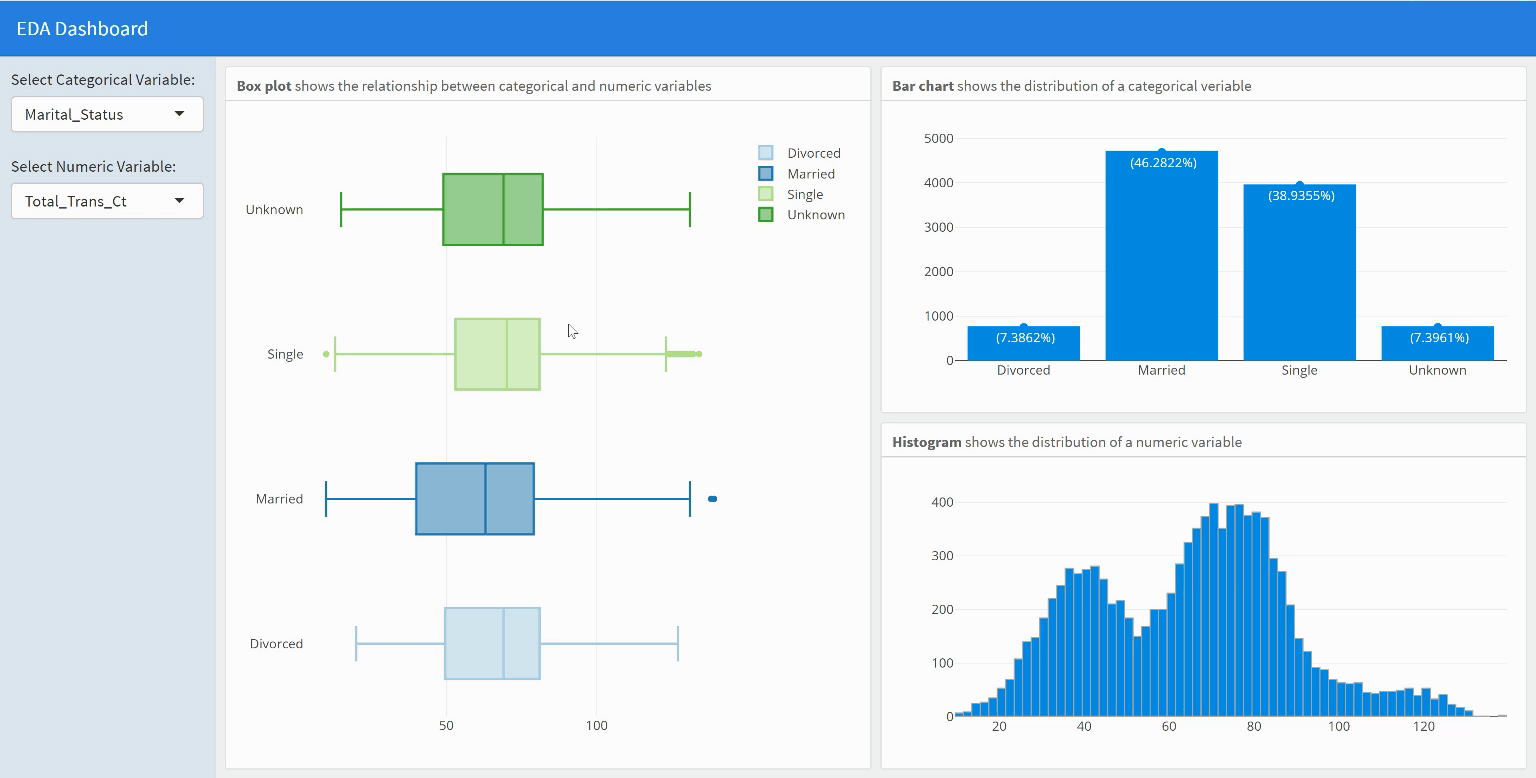 EDA Dashboard
Select Categorical Variable:
Marital_Status
Select Numeric Variable:
Total_Trans_Ct
Box plot shows the relationship between categorical and numeric variables
Divorced
Married
Single
Unknown
Unknown
Single
Married
Divorced
50 100
Bar chart shows the distribution of a categorical veriable
5000
4000
3000
2000
1000
0
(7.3862%)
(46.2822%)
(38.9355%)
(7.3961%)
Divorced Married Single Unknown
Histogram shows the distribution of a numeric variable
400
300
200
100
0
20 40 60 80 100 120